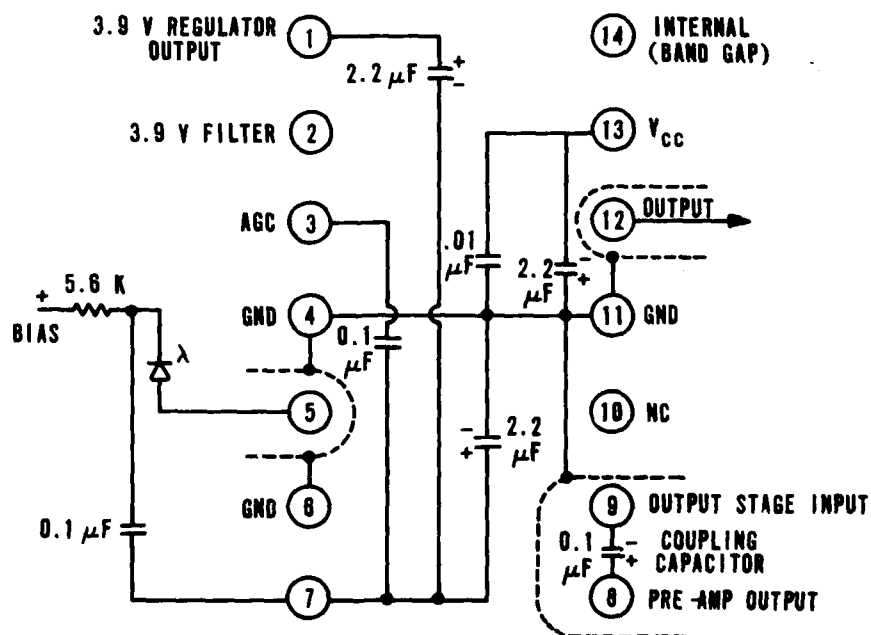 3.9 V REGULATOR
OUTPUT
1
+
2.2 μF
-
14
INTERNAL
(BAND GAP)
3.9 V FILTER
2
13
VCC
AGC
3
12
OUTPUT
.01
μF
2.2
μF
-
+
5.6 K
+
BIAS
GND
4
0.1
μF
11
GND
λ
5
-
+
2.2
μF
10
NC
GND
6
0.1 μF
9
OUTPUT STAGE INPUT
0.1
μF
-
+
COUPLING
CAPACITOR
7
8
PRE-AMP OUTPUT